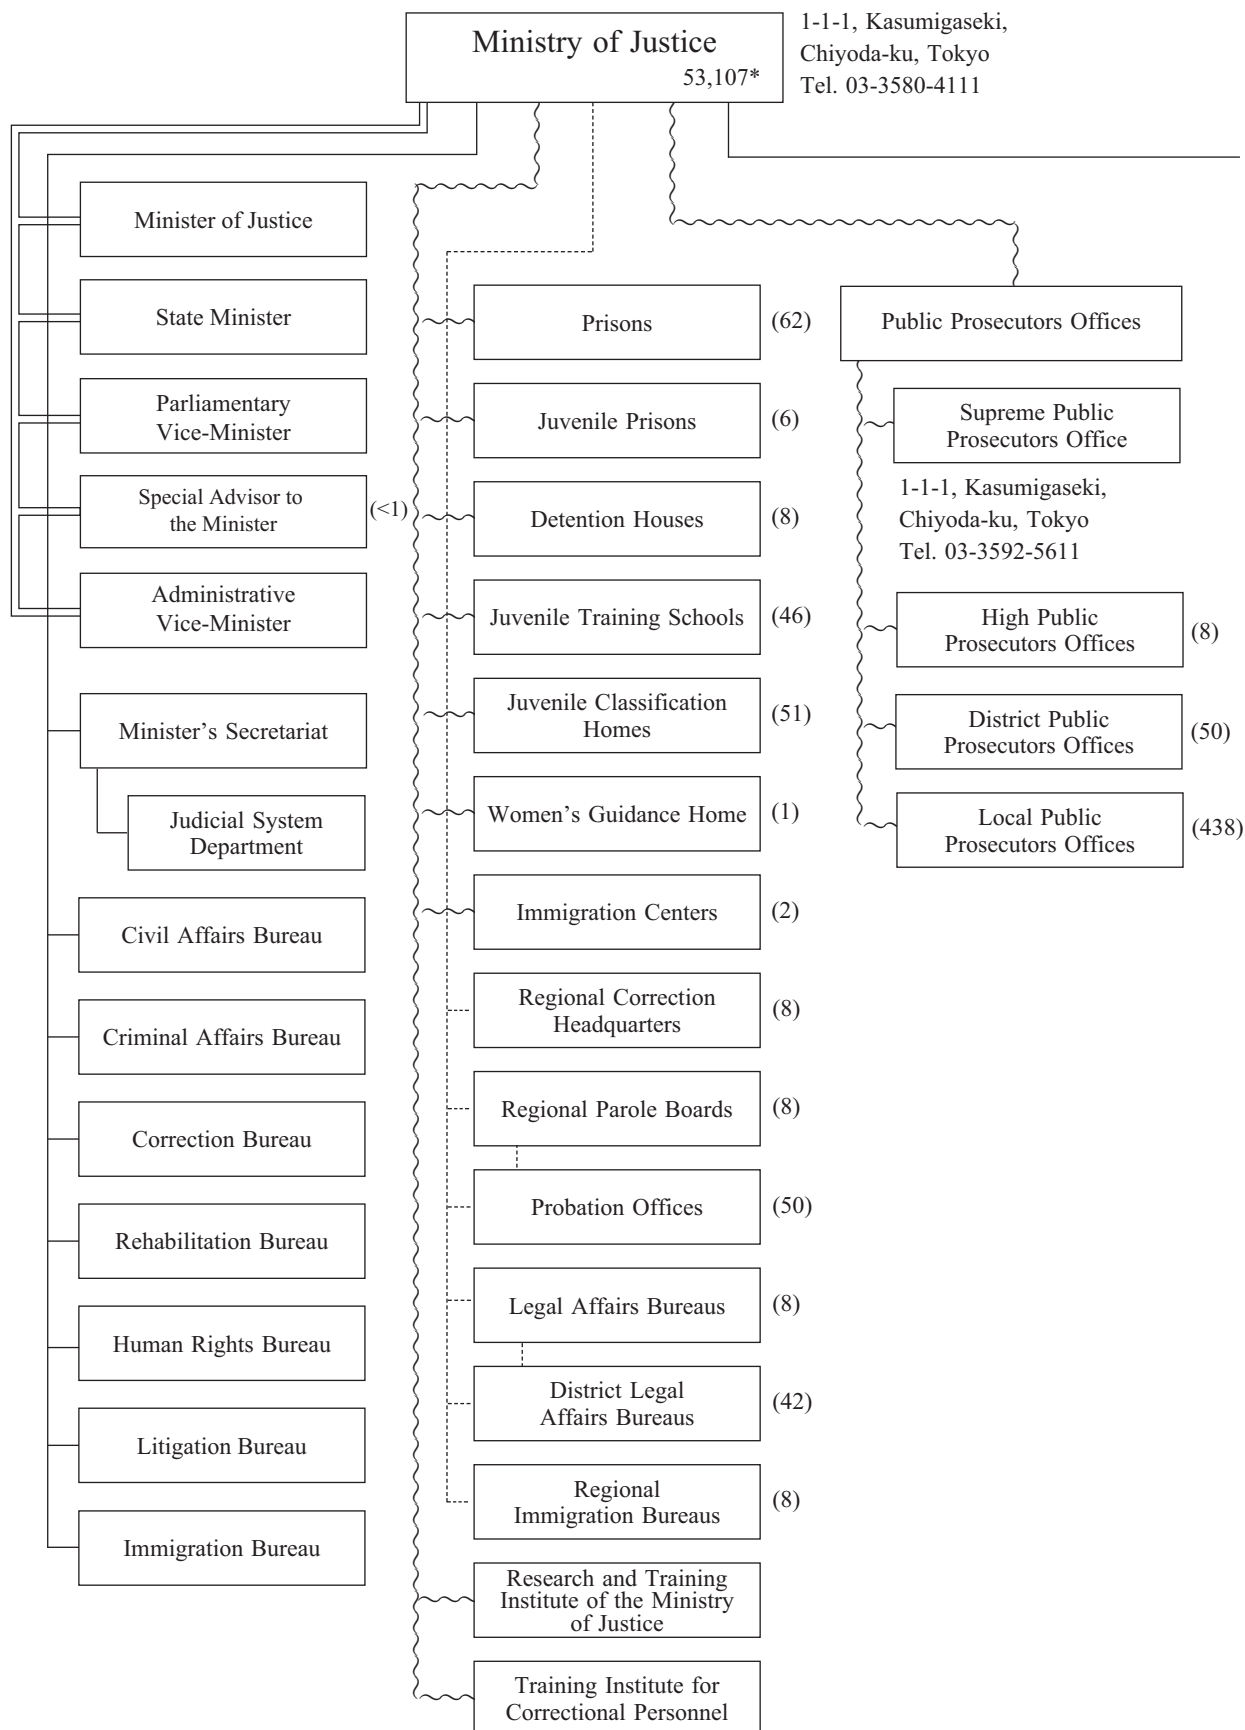 Ministry of Justice
53,107*
1-1-1, Kasumigaseki,
Chiyoda-ku, Tokyo
Tel. 03-3580-4111
Minister of Justice
State Minister
Parliamentary
Vice-Minister
Special Advisor to
the Minister
(<1)
Administrative
Vice-Minister
Minister’s Secretariat
Judicial System
Department
Civil Affairs Bureau
Criminal Affairs Bureau
Correction Bureau
Rehabilitation Bureau
Human Rights Bureau
Litigation Bureau
Immigration Bureau
Prisons
(62)
Juvenile Prisons
(6)
Detention Houses
(8)
Juvenile Training Schools
(46)
Juvenile Classification
Homes
(51)
Women’s Guidance Home
(1)
Immigration Centers
(2)
Regional Correction
Headquarters
(8)
Regional Parole Boards
(8)
Probation Offices
(50)
Legal Affairs Bureaus
(8)
District Legal
Affairs Bureaus
(42)
Regional
Immigration Bureaus
(8)
Research and Training
Institute of the Ministry
of Justice
Training Institute for
Correctional Personnel
Public Prosecutors Offices
Supreme Public
Prosecutors Office
1-1-1, Kasumigaseki,
Chiyoda-ku, Tokyo
Tel. 03-3592-5611
High Public
Prosecutors Offices
(8)
District Public
Prosecutors Offices
(50)
Local Public
Prosecutors Offices
(438)